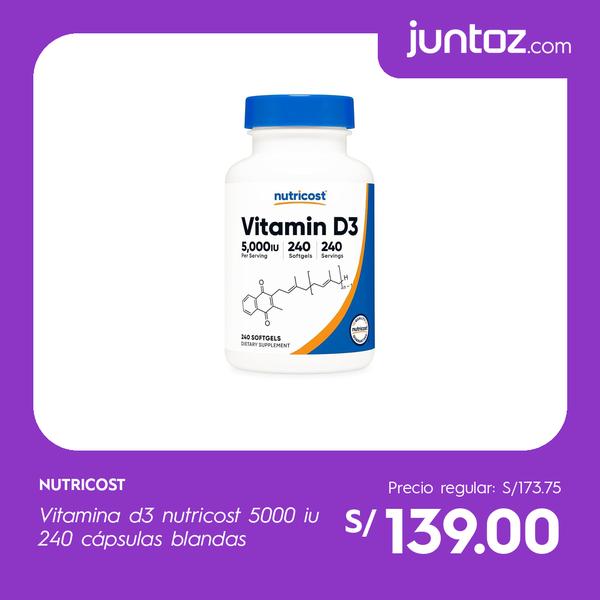 juntoz.com
nutricost
Vitamin D3
5,000IU 240 240
Per Serving Softgels Servings
O
O
H
240 SOFTGELS
DIETARY SUPPLEMENT
nutricost
NUTRICOST
Vitamina d3 nutricost 5000 iu
240 cápsulas blandas
Precio regular: S/173.75
S/ 139.00